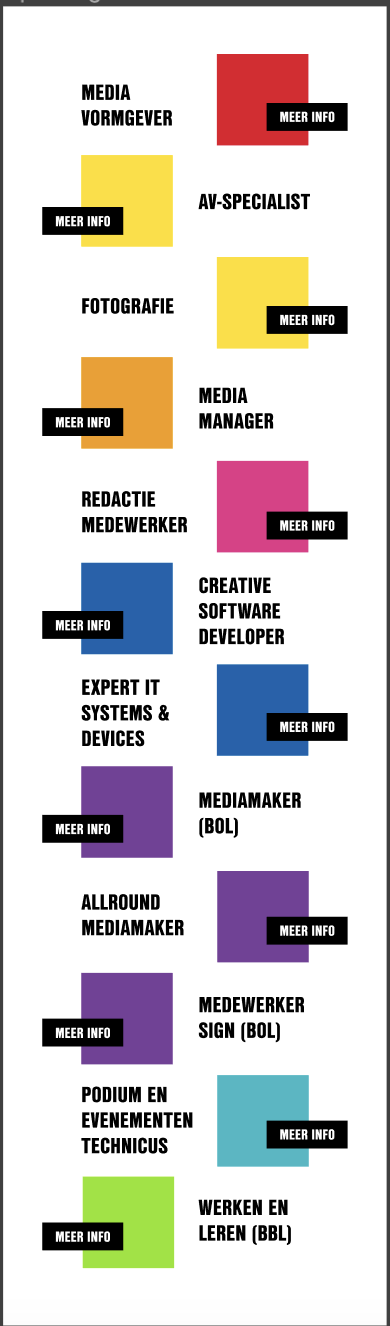 MEDIA
VORMGEVER
MEER INFO
AV-SPECIALIST
MEER INFO
FOTOGRAFIE
MEER INFO
MEDIA
MANAGER
MEER INFO
REDACTIE
MEDEWERKER
MEER INFO
CREATIVE
SOFTWARE
DEVELOPER
MEER INFO
EXPERT IT
SYSTEMS &
DEVICES
MEER INFO
MEDIAMAKER
(BOL)
MEER INFO
ALLROUND
MEDIAMAKER
MEER INFO
MEDEWERKER
SIGN (BOL)
MEER INFO
PODIUM EN
EVENEMENTEN
TECHNICUS
MEER INFO
WERKEN EN
LEREN (BBL)
MEER INFO